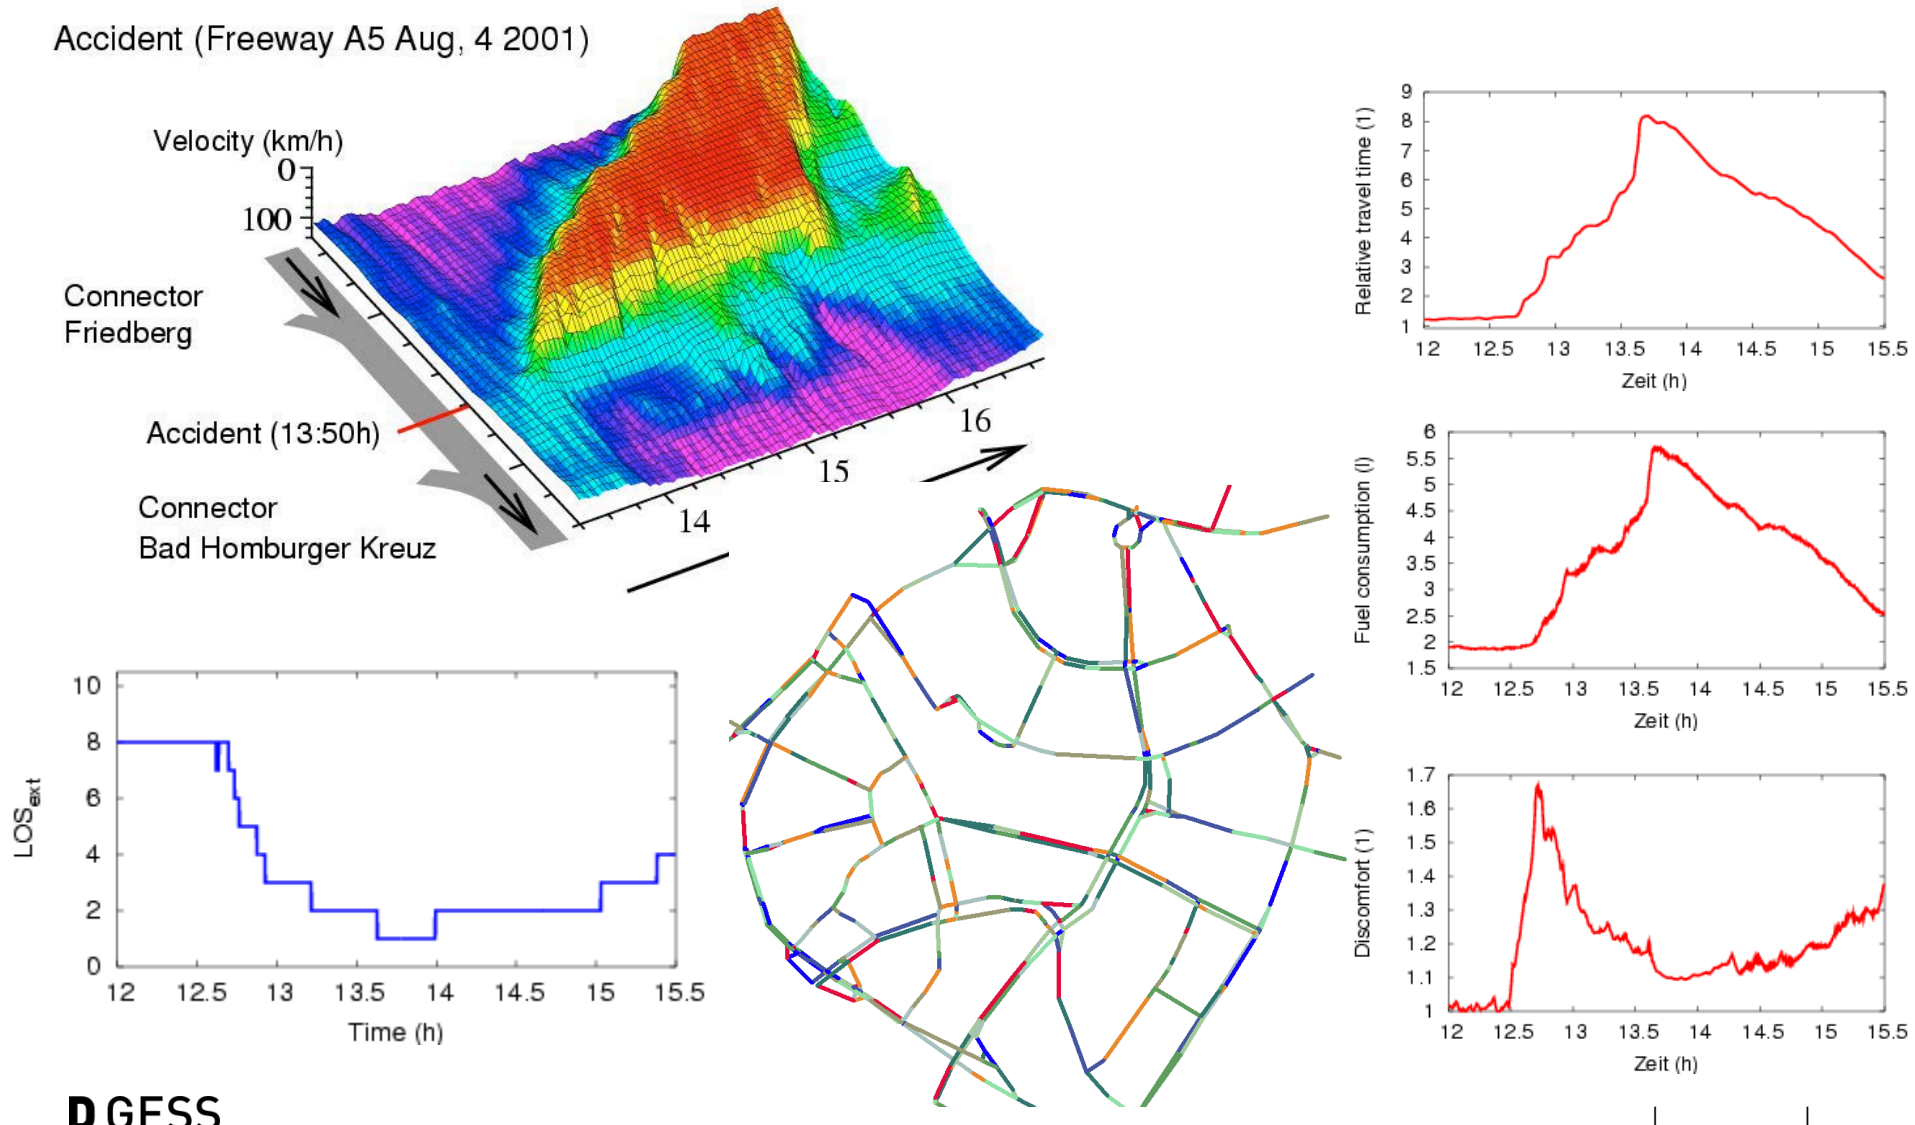 Accident (Freeway A5 Aug, 4 2001)
Velocity (km/h)
0
100
Connector
Friedberg
Accident (13:50h)
Connector
Bad Homburger Kreuz
14
15
16
10
8
6
4
2
0
LOSext
12 12.5 13 13.5 14 14.5 15 15.5
Time (h)
9
8
7
6
5
4
3
2
1
Relative travel time (1)
12 12.5 13 13.5 14 14.5 15 15.5
Zeit (h)
6
5.5
5
4.5
4
3.5
3
2.5
2
1.5
Fuel consumption (l)
12 12.5 13 13.5 14 14.5 15 15.5
Zeit (h)
1.7
1.6
1.5
1.4
1.3
1.2
1.1
1
Discomfort (1)
12 12.5 13 13.5 14 14.5 15 15.5
Zeit (h)
D GESS